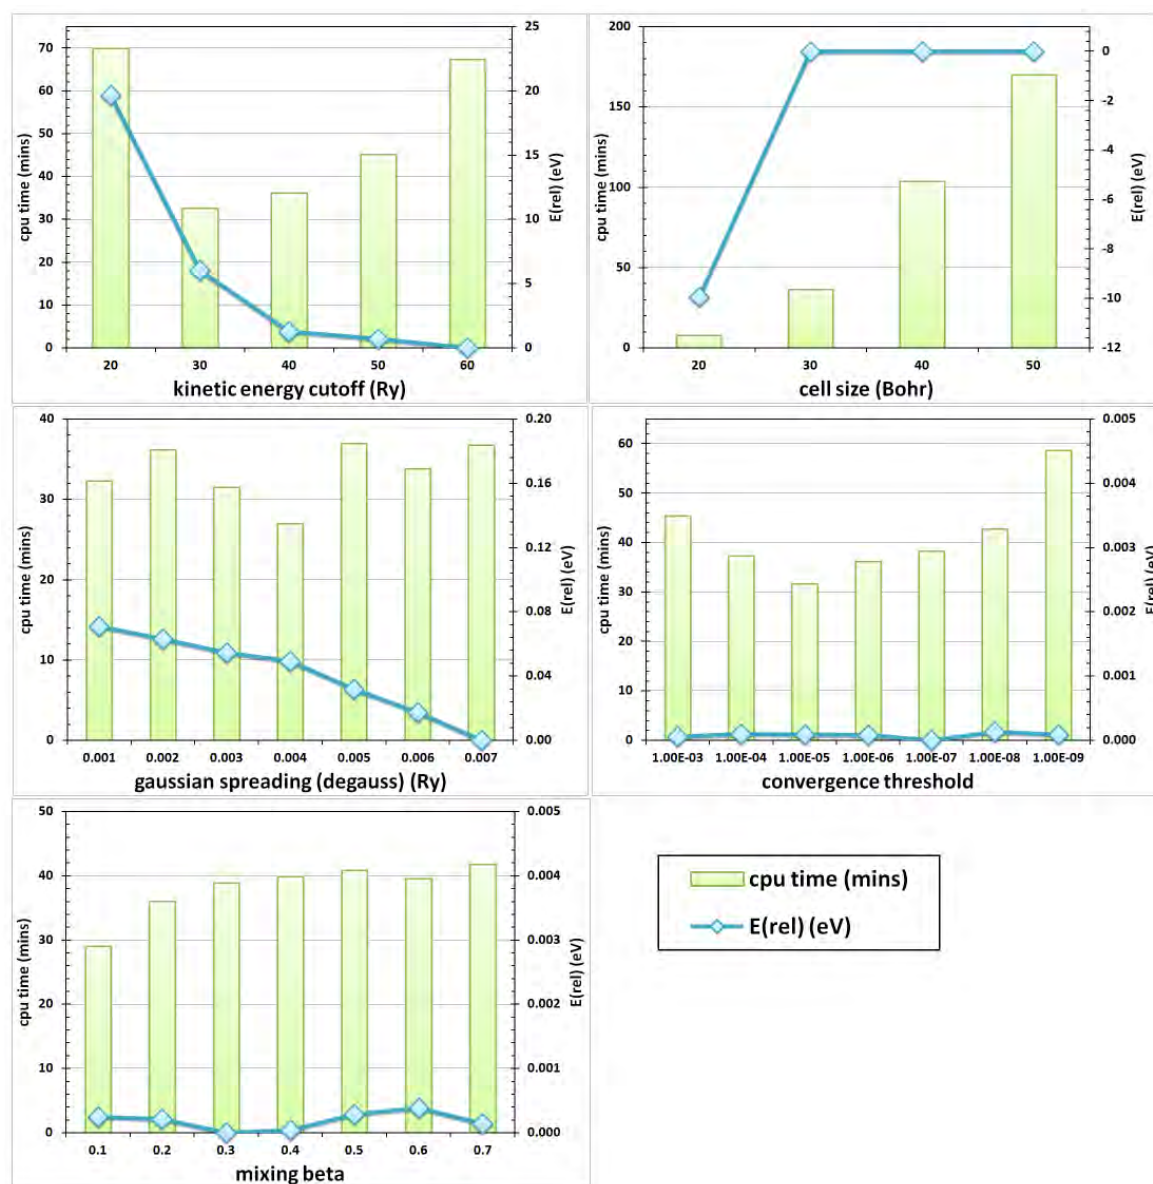 cpu time (mins)
70
60
50
40
30
20
10
0
25
20
15
10
5
0
E(rel) (eV)
20 30 40 50 60
kinetic energy cutoff (Ry)
cpu time (mins)
200
150
100
50
0
0
-2
-4
-6
-8
-10
-12
E(rel) (eV)
20 30 40 50
cell size (Bohr)
cpu time (mins)
40
30
20
10
0
0.20
0.16
0.12
0.08
0.04
0.00
E(rel) (eV)
0.001 0.002 0.003 0.004 0.005 0.006 0.007
gaussian spreading (degauss) (Ry)
cpu time (mins)
60
50
40
30
20
10
0
0.005
0.004
0.003
0.002
0.001
0.000
E(rel) (eV)
1.00E-03 1.00E-04 1.00E-05 1.00E-06 1.00E-07 1.00E-08 1.00E-09
convergence threshold
cpu time (mins)
50
40
30
20
10
0
0.005
0.004
0.003
0.002
0.001
0.000
E(rel) (eV)
0.1 0.2 0.3 0.4 0.5 0.6 0.7
mixing beta
cpu time (mins)
E(rel) (eV)